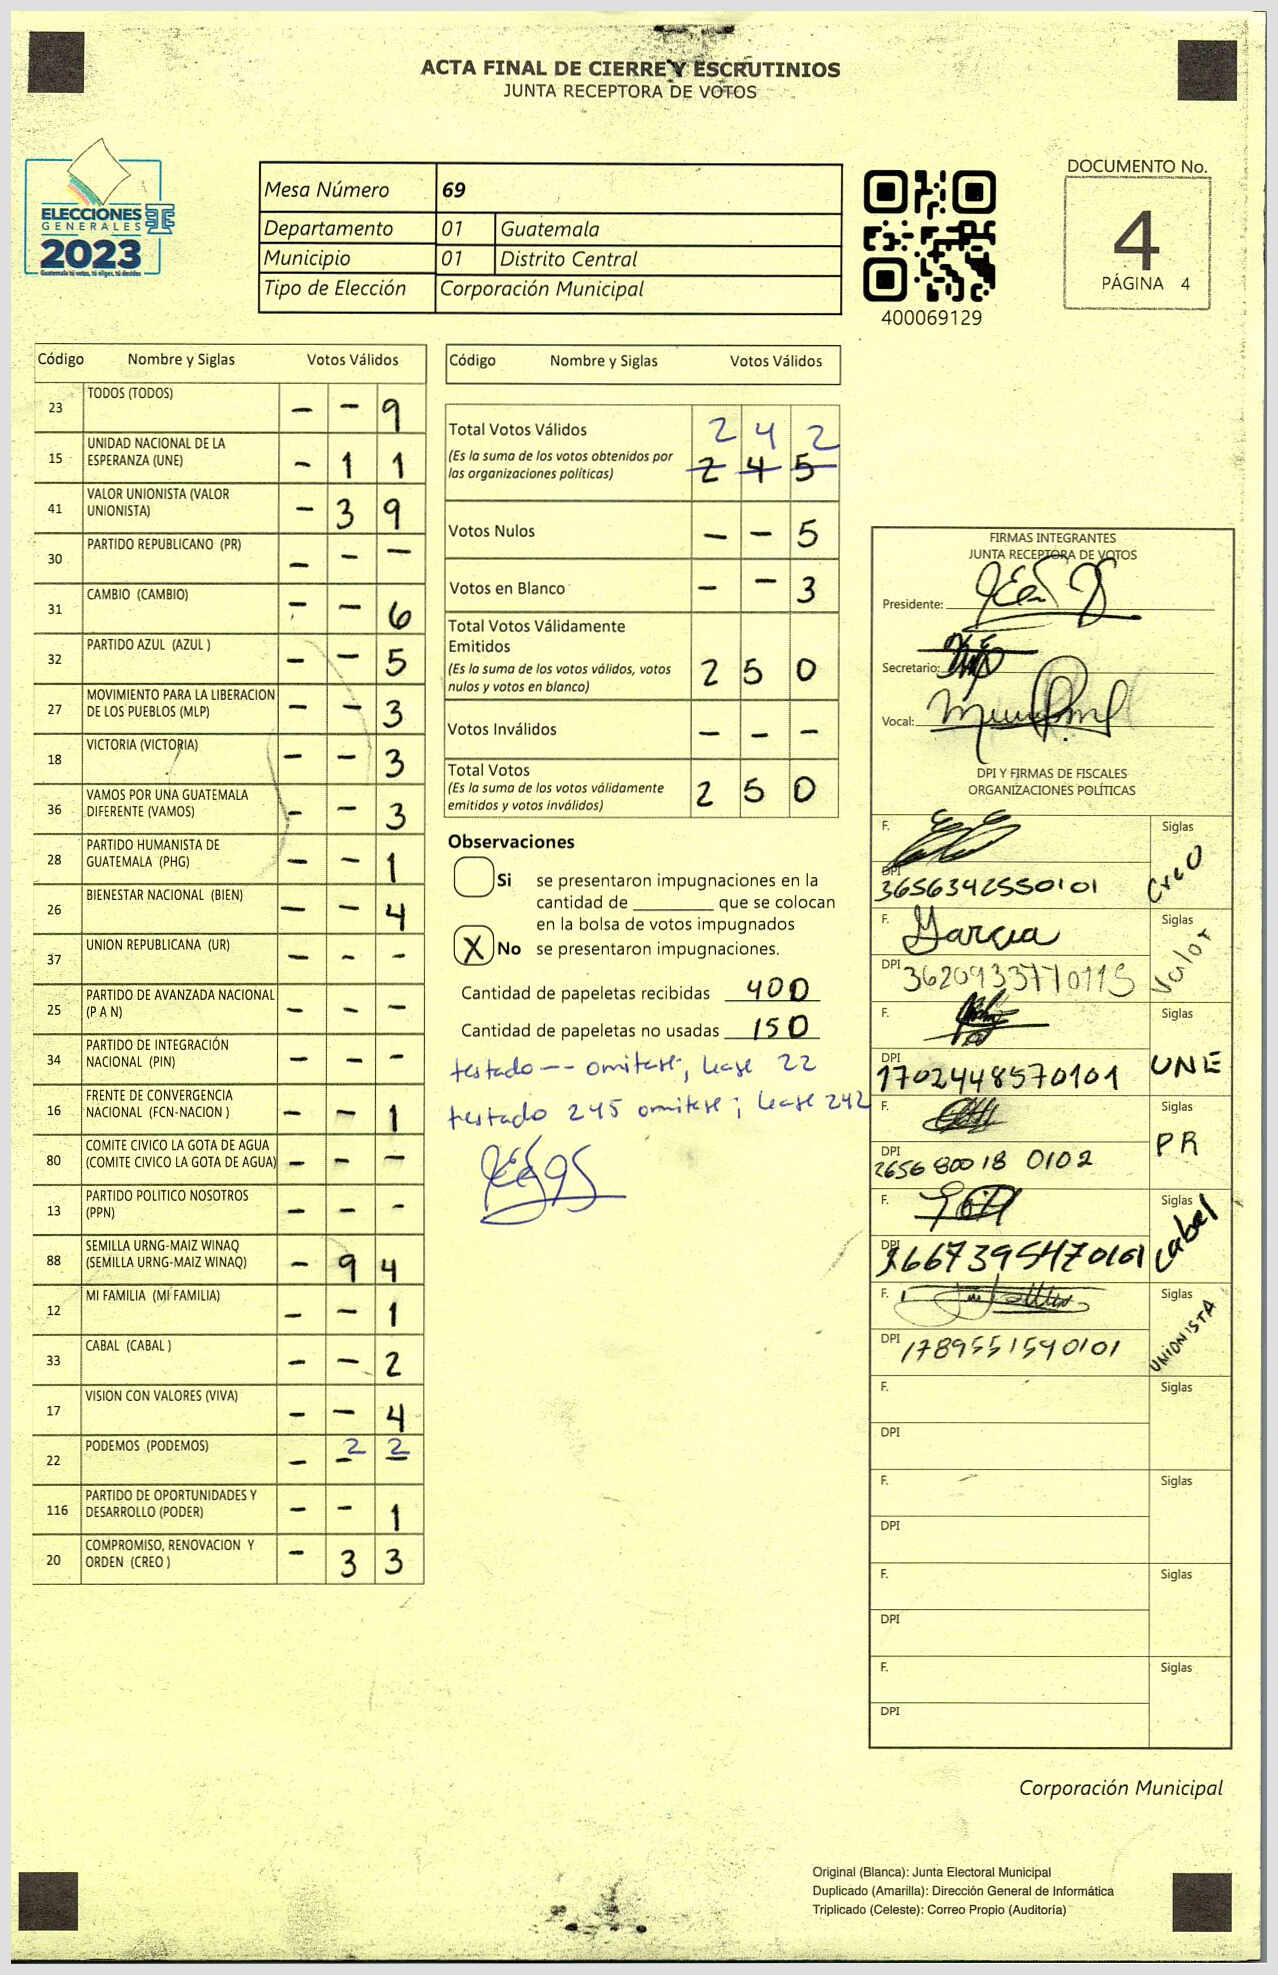 ACTA FINAL DE CIERRE Y ESCRUTINIOS
JUNTA RECEPTORA DE VOTOS
ELECCIONES
GENERALES
2023
Guatemala tú votas, tú eliges, tú decides
Mesa Número 69
Departamento 01 Guatemala
Municipio 01 Distrito Central
Tipo de Elección Corporación Municipal
400069129
DOCUMENTO No.
4
PÁGINA 4
Código Nombre y Siglas Votos Válidos
23 TODOS (TODOS) - - 9
15 UNIDAD NACIONAL DE LA
ESPERANZA (UNE) - 1 1
41 VALOR UNIONISTA (VALOR
UNIONISTA) - 3 9
30 PARTIDO REPUBLICANO (PR) - - -
31 CAMBIO (CAMBIO) - - 6
32 PARTIDO AZUL (AZUL ) - - 5
27 MOVIMIENTO PARA LA LIBERACION
DE LOS PUEBLOS (MLP) - - 3
18 VICTORIA (VICTORIA) - - 3
36 VAMOS POR UNA GUATEMALA
DIFERENTE (VAMOS) - - 3
28 PARTIDO HUMANISTA DE
GUATEMALA (PHG) - - 1
26 BIENESTAR NACIONAL (BIEN) - - 4
37 UNION REPUBLICANA (UR) - - -
25 PARTIDO DE AVANZADA NACIONAL
(P A N) - - -
34 PARTIDO DE INTEGRACIÓN
NACIONAL (PIN) - - -
16 FRENTE DE CONVERGENCIA
NACIONAL (FCN-NACION ) - - 1
80 COMITE CIVICO LA GOTA DE AGUA
(COMITE CIVICO LA GOTA DE AGUA) - - -
13 PARTIDO POLITICO NOSOTROS
(PPN) - - -
88 SEMILLA URNG-MAIZ WINAQ
(SEMILLA URNG-MAIZ WINAQ) - 9 4
12 MI FAMILIA (MI FAMILIA) - - 1
33 CABAL (CABAL ) - - 2
17 VISION CON VALORES (VIVA) - - 4
2 2
22 PODEMOS (PODEMOS) - - -
116 PARTIDO DE OPORTUNIDADES Y
DESARROLLO (PODER) - - 1
20 COMPROMISO, RENOVACION Y
ORDEN (CREO ) - 3 3
Código Nombre y Siglas Votos Válidos
Total Votos Válidos 2 4 2
(Es la suma de los votos obtenidos por
las organizaciones políticas) 2 4 5
Votos Nulos - - 5
Votos en Blanco - - 3
Total Votos Válidamente
Emitidos
(Es la suma de los votos válidos, votos
nulos y votos en blanco) 2 5 0
Votos Inválidos - - -
Total Votos
(Es la suma de los votos válidamente
emitidos y votos inválidos) 2 5 0
Observaciones
Si se presentaron impugnaciones en la
cantidad de ________ que se colocan
en la bolsa de votos impugnados
X No se presentaron impugnaciones.
Cantidad de papeletas recibidas 400
Cantidad de papeletas no usadas 150
testado -- omitase; lease 22
testado 245 omitase; lease 242
FIRMAS INTEGRANTES
JUNTA RECEPTORA DE VOTOS
Presidente:
Secretario:
Vocal:
DPI Y FIRMAS DE FISCALES
ORGANIZACIONES POLÍTICAS
F. Siglas
DPI 3656342550101 Creo
F. Garcia Siglas
DPI 3620933770115 Valor
F. Siglas
DPI 1702448570101 UNE
F. Siglas
DPI 2656 80018 0102 PR
F. Siglas
DPI 2667395470101 Cabal
F. Siglas
DPI 1789551590101 UNIONISTA
F. Siglas
DPI
F. Siglas
DPI
F. Siglas
DPI
F. Siglas
DPI
Corporación Municipal
Original (Blanca): Junta Electoral Municipal
Duplicado (Amarilla): Dirección General de Informática
Triplicado (Celeste): Correo Propio (Auditoría)